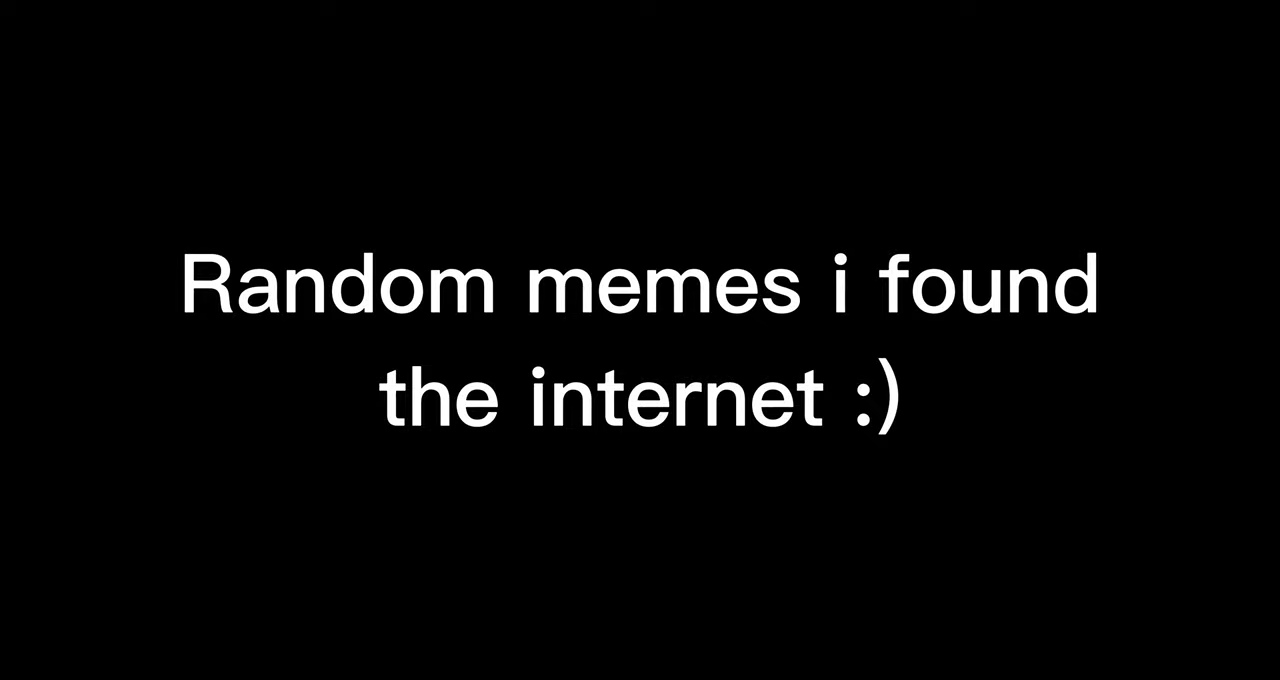 Random memes i found
the internet :)